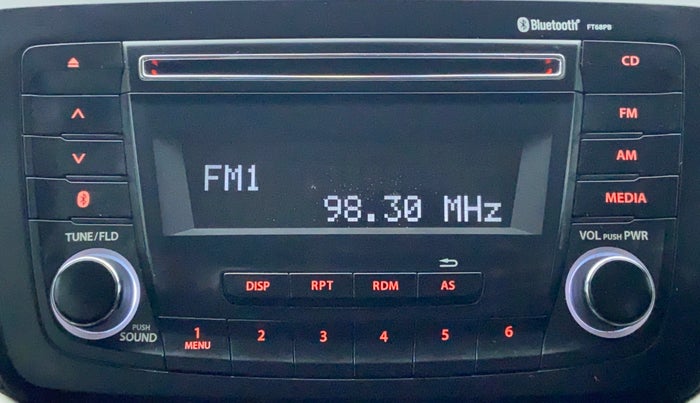 Bluetooth® FT68PB
CD
FM
AM
MEDIA
FM1
98.30 MHz
TUNE/FLD
VOL PUSH PWR
DISP RPT RDM AS
PUSH
SOUND
1 2 3 4 5 6
MENU